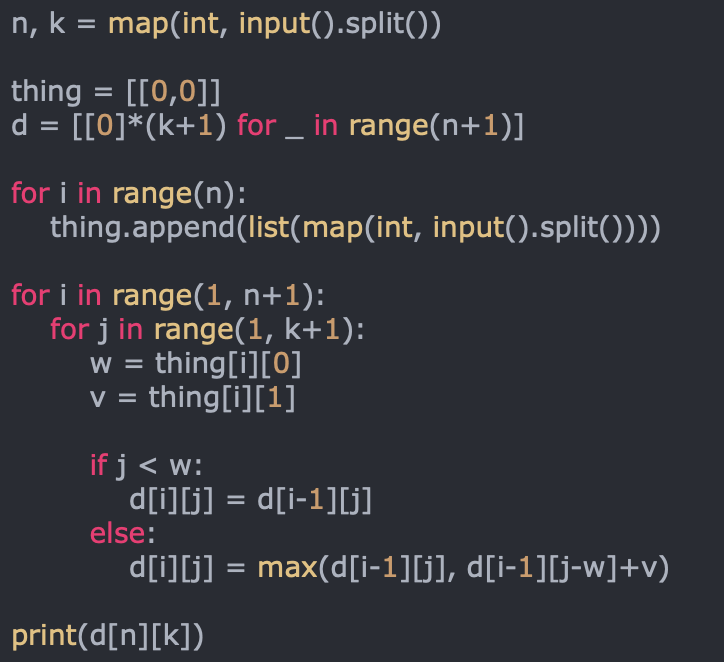 n, k = map(int, input().split())

thing = [[0,0]]
d = [[0]*(k+1) for _ in range(n+1)]

for i in range(n):
    thing.append(list(map(int, input().split())))

for i in range(1, n+1):
    for j in range(1, k+1):
        w = thing[i][0]
        v = thing[i][1]

        if j < w:
            d[i][j] = d[i-1][j]
        else:
            d[i][j] = max(d[i-1][j], d[i-1][j-w]+v)

print(d[n][k])